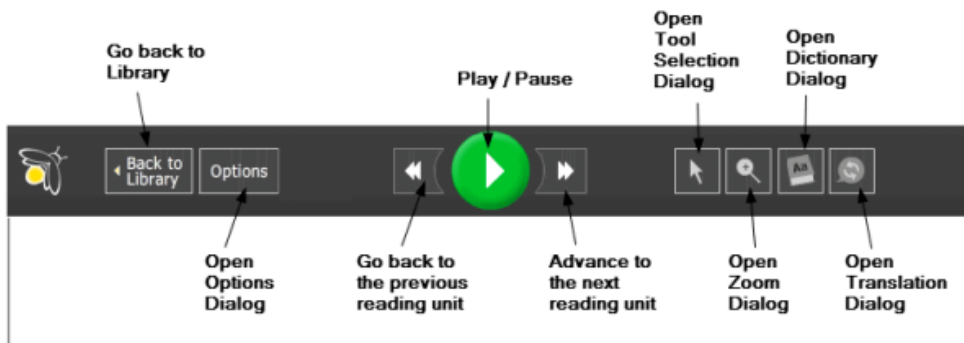 Go back to
Library
Play / Pause
Open
Tool
Selection
Dialog
Open
Dictionary
Dialog
Back to
Library
Options
Aa
Open
Options
Dialog
Go back to
the previous
reading unit
Advance to
the next
reading unit
Open
Zoom
Dialog
Open
Translation
Dialog